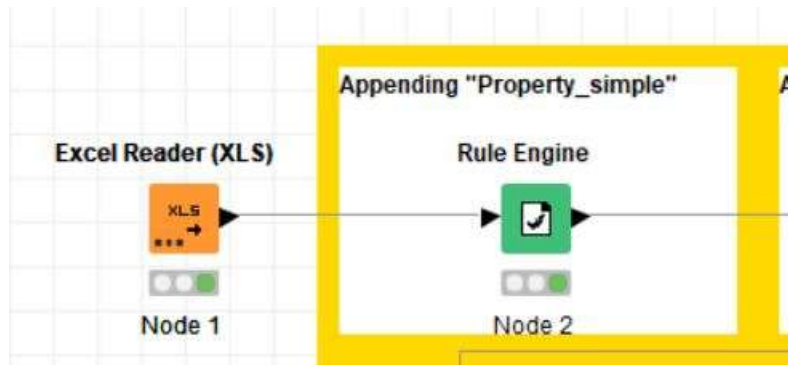 Appending "Property_simple"
A
Excel Reader (XLS)
Rule Engine
XLS
Node 1
Node 2